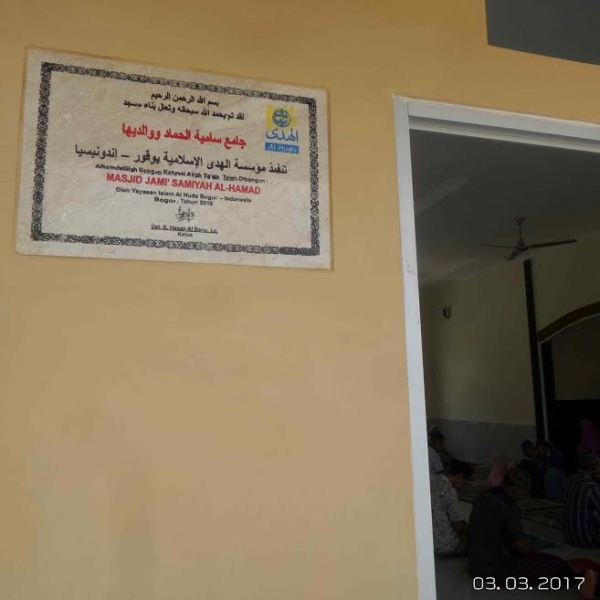 بسم الله الرحمن الرحيم
لقد تم بحمد الله سبحانه وتعالى بناء مسجد
جامع سامية الحماد ووالديها
تنفيذ مؤسسة الهدى الإسلامية بوقور – إندونيسيا
الهدى
Al Huda
Alhamdulillah Dengan Rahmat Allah Ta'ala Telah Dibangun :
MASJID JAMI' SAMIYAH AL-HAMAD
Oleh Yayasan Islam Al Huda Bogor – Indonesia
Bogor, Tahun 2016
Ust. E. Hasan Al Bana, Lc.
Ketua
03.03.2017